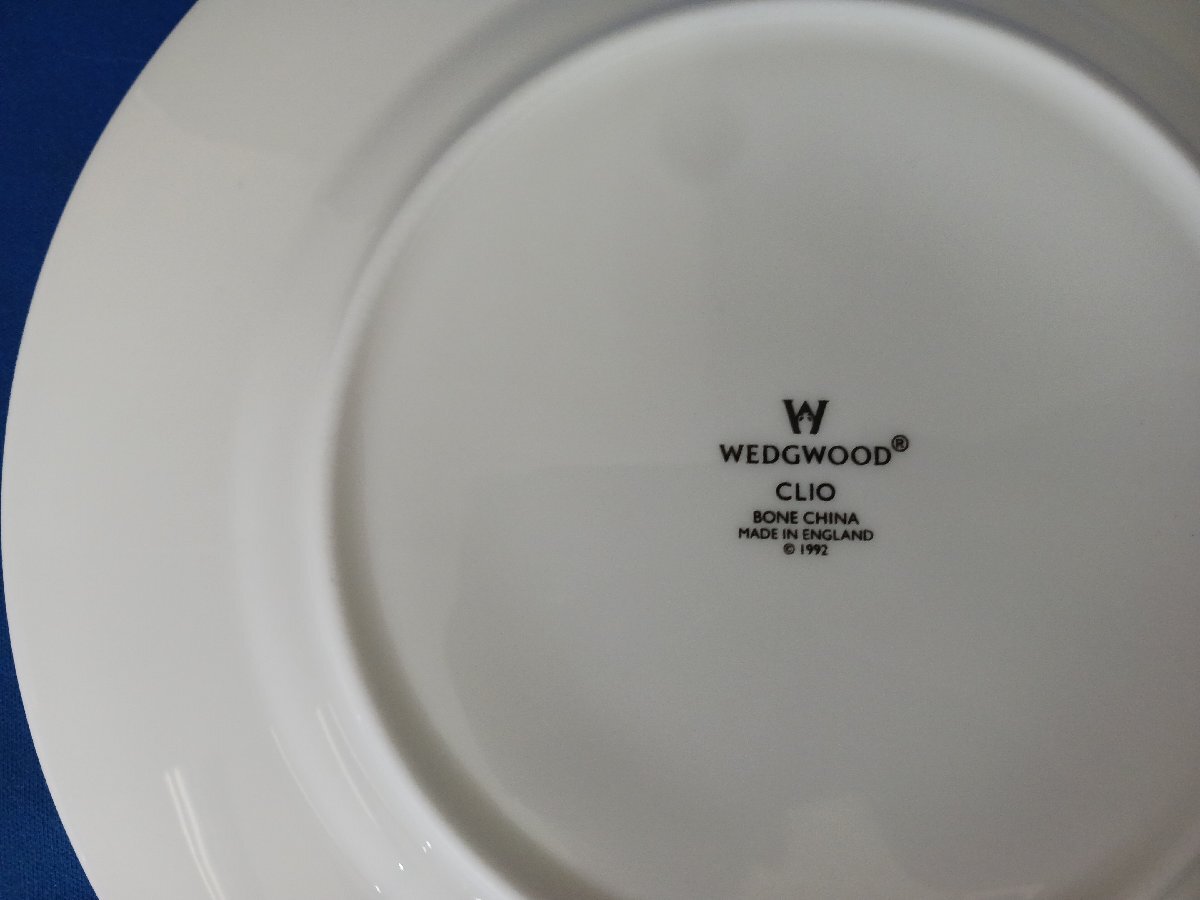 W
WEDGWOOD®
CLIO
BONE CHINA
MADE IN ENGLAND
© 1992